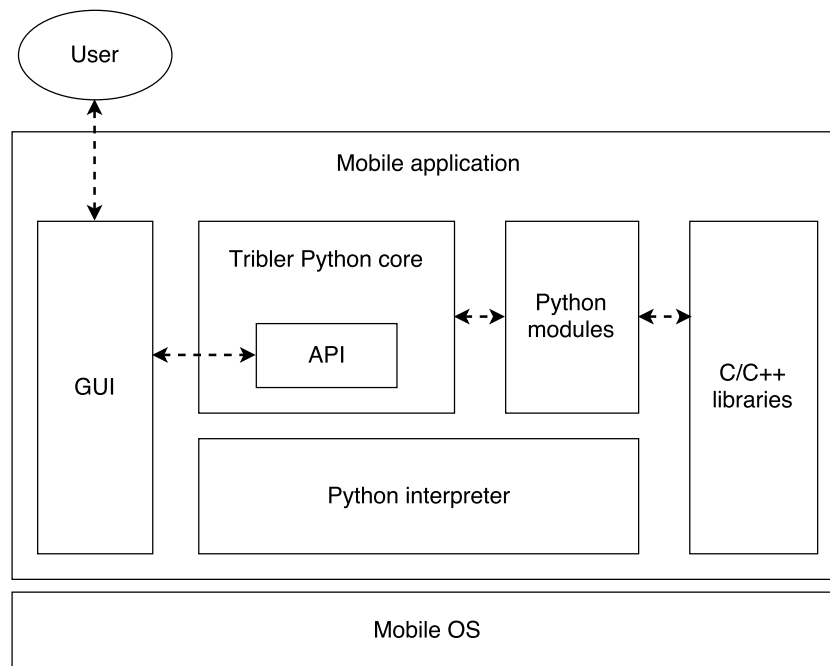 User
Mobile application
Tribler Python core
API
GUI
Python
modules
C/C++
libraries
Python interpreter
Mobile OS